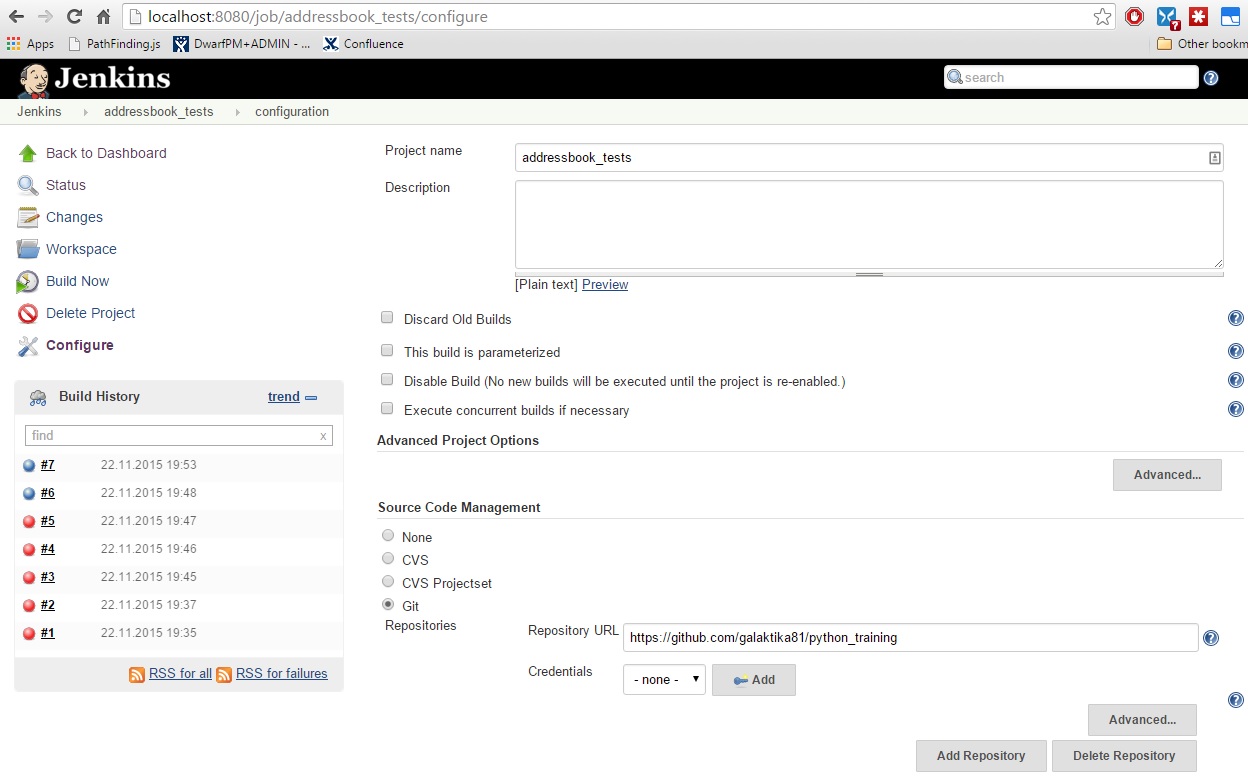 localhost:8080/job/addressbook_tests/configure
Apps PathFinding.js DwarfPM+ADMIN - ... Confluence Other bookm
Jenkins search
Jenkins addressbook_tests configuration
Back to Dashboard
Status
Changes
Workspace
Build Now
Delete Project
Configure
Build History trend
find x
#7 22.11.2015 19:53
#6 22.11.2015 19:48
#5 22.11.2015 19:47
#4 22.11.2015 19:46
#3 22.11.2015 19:45
#2 22.11.2015 19:37
#1 22.11.2015 19:35
RSS for all RSS for failures
Project name addressbook_tests
Description
[Plain text] Preview
Discard Old Builds
This build is parameterized
Disable Build (No new builds will be executed until the project is re-enabled.)
Execute concurrent builds if necessary
Advanced Project Options
Advanced...
Source Code Management
None
CVS
CVS Projectset
Git
Repositories
Repository URL https://github.com/galaktika81/python_training
Credentials - none - Add
Advanced...
Add Repository Delete Repository